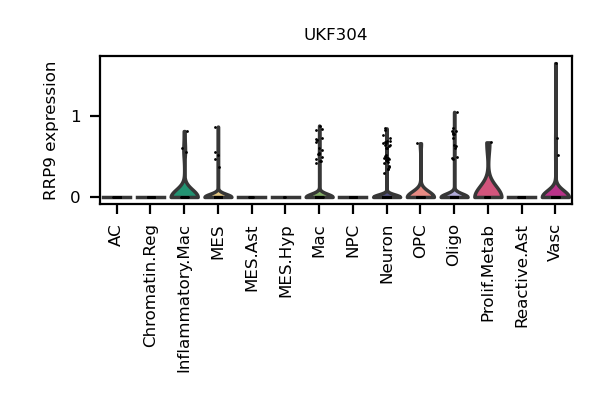 UKF304
RRP9 expression
1
0
AC
Chromatin.Reg
Inflammatory.Mac
MES
MES.Ast
MES.Hyp
Mac
NPC
Neuron
OPC
Oligo
Prolif.Metab
Reactive.Ast
Vasc